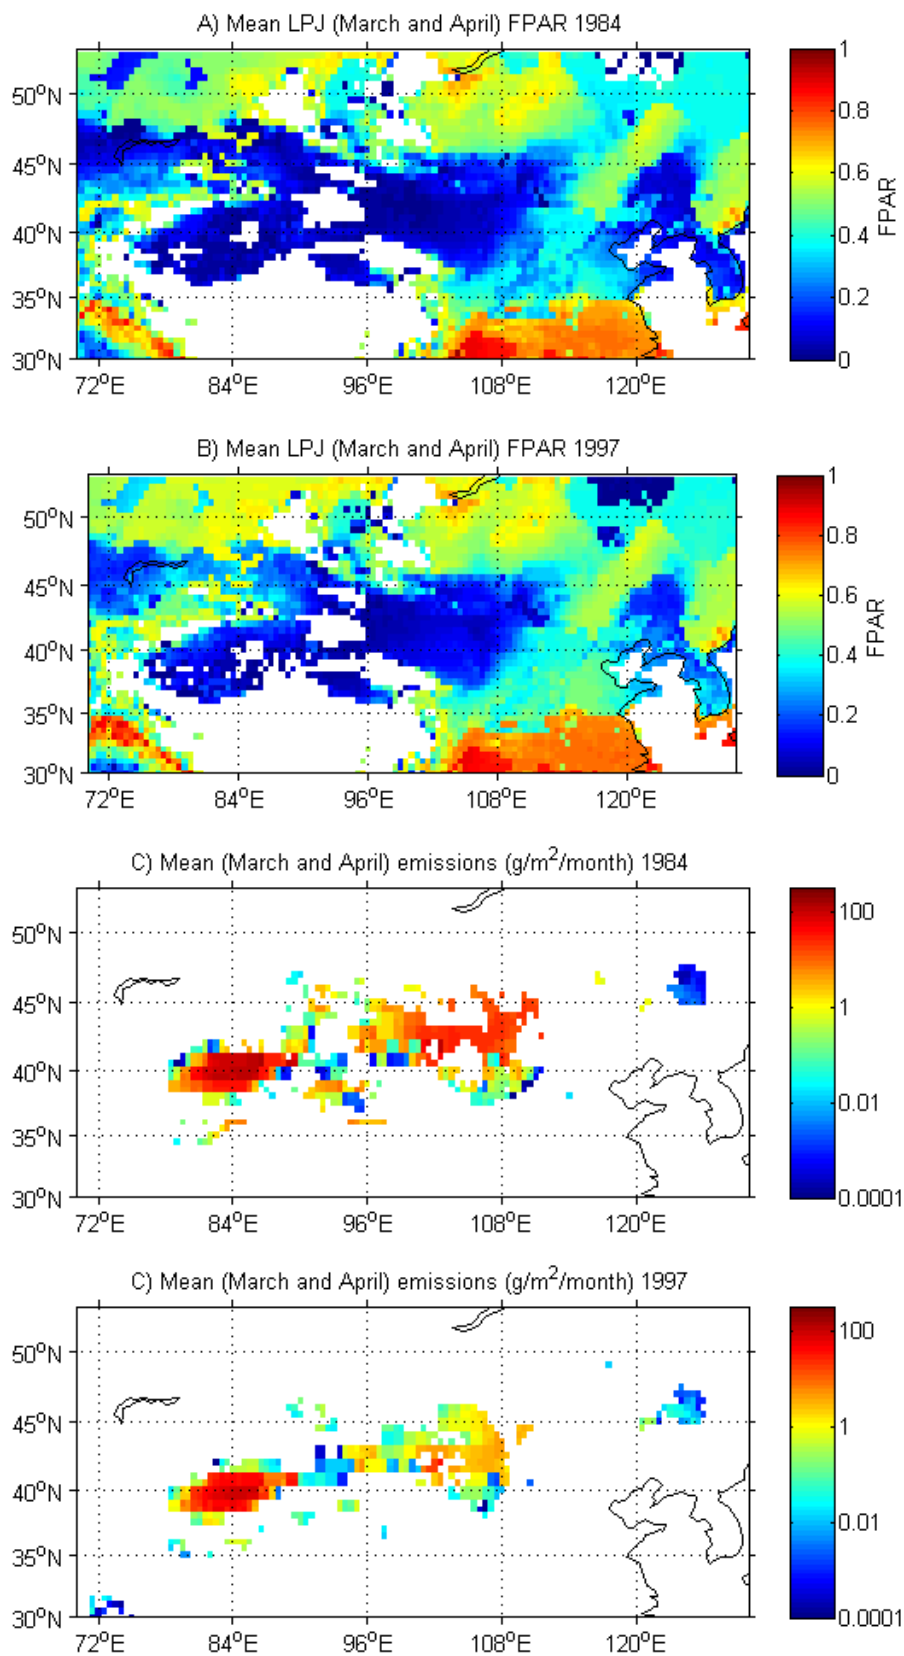 A) Mean LPJ (March and April) FPAR 1984
50°N
45°N
40°N
35°N
30°N
72°E 84°E 96°E 108°E 120°E
1
0.8
0.6
0.4
0.2
0
FPAR
B) Mean LPJ (March and April) FPAR 1997
50°N
45°N
40°N
35°N
30°N
72°E 84°E 96°E 108°E 120°E
1
0.8
0.6
0.4
0.2
0
FPAR
C) Mean (March and April) emissions (g/m²/month) 1984
50°N
45°N
40°N
35°N
30°N
72°E 84°E 96°E 108°E 120°E
100
1
0.01
0.0001
C) Mean (March and April) emissions (g/m²/month) 1997
50°N
45°N
40°N
35°N
30°N
72°E 84°E 96°E 108°E 120°E
100
1
0.01
0.0001